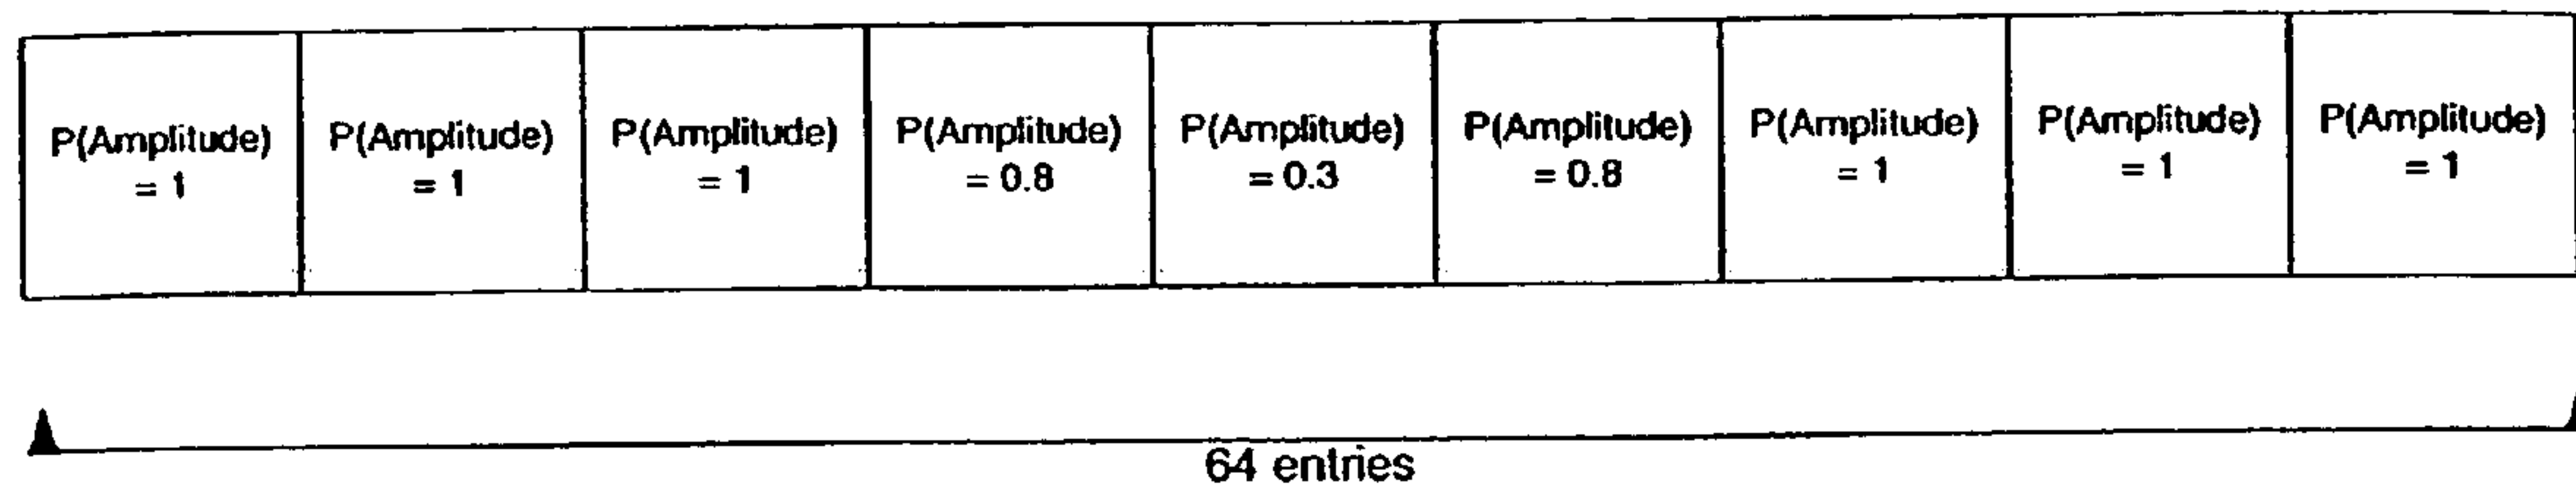 P(Amplitude) P(Amplitude) P(Amplitude) P(Amplitude) P(Amplitude) P(Amplitude) P(Amplitude) P(Amplitude) P(Amplitude)
= 1 = 1 = 1 = 0.8 = 0.3 = 0.8 = 1 = 1 = 1
64 entries